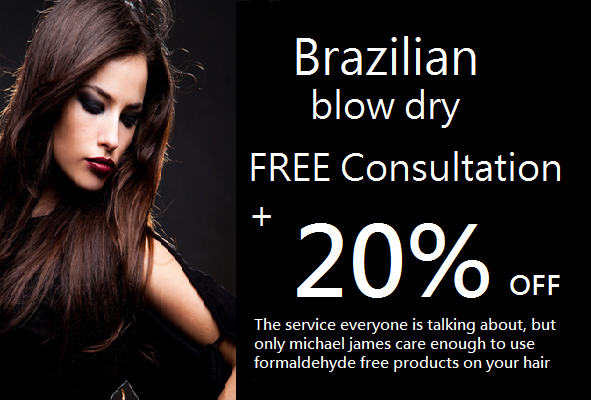 Brazilian
blow dry
FREE Consultation
+
20% OFF
The service everyone is talking about, but
only michael james care enough to use
formaldehyde free products on your hair